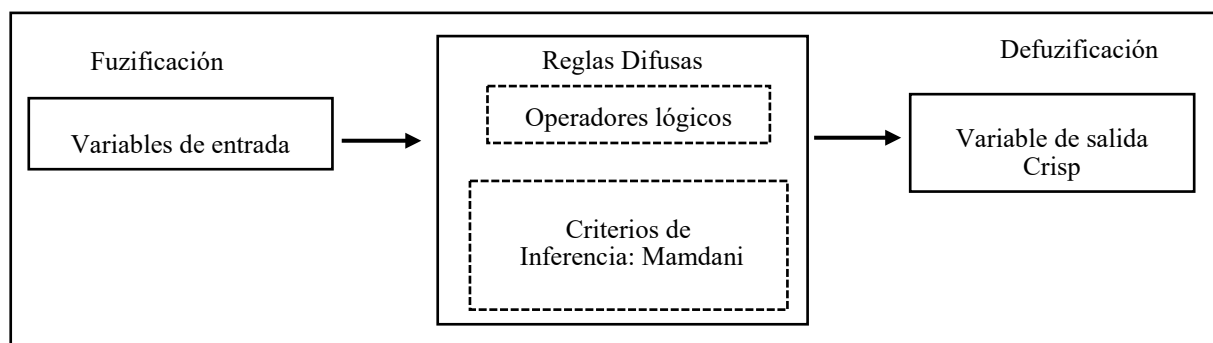 Fuzificación
Variables de entrada
Reglas Difusas
Operadores lógicos
Criterios de
Inferencia: Mamdani
Defuzificación
Variable de salida
Crisp